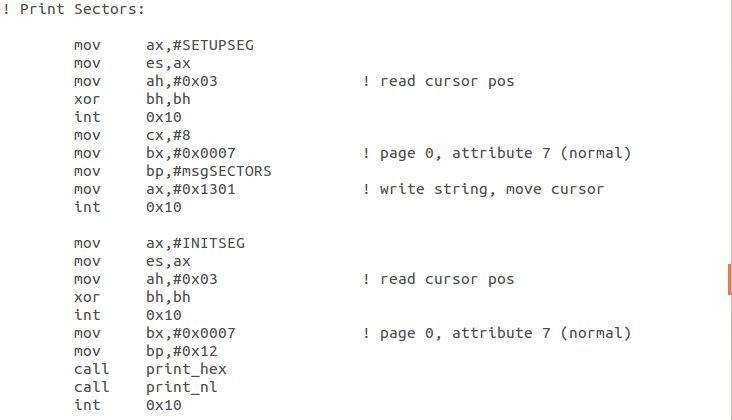 ! Print Sectors:
mov ax,#SETUPSEG
mov es,ax
mov ah,#0x03 ! read cursor pos
xor bh,bh
int 0x10
mov cx,#8
mov bx,#0x0007 ! page 0, attribute 7 (normal)
mov bp,#msgSECTORS
mov ax,#0x1301 ! write string, move cursor
int 0x10
mov ax,#INITSEG
mov es,ax
mov ah,#0x03 ! read cursor pos
xor bh,bh
int 0x10
mov bx,#0x0007 ! page 0, attribute 7 (normal)
mov bp,#0x12
call print_hex
call print_nl
int 0x10